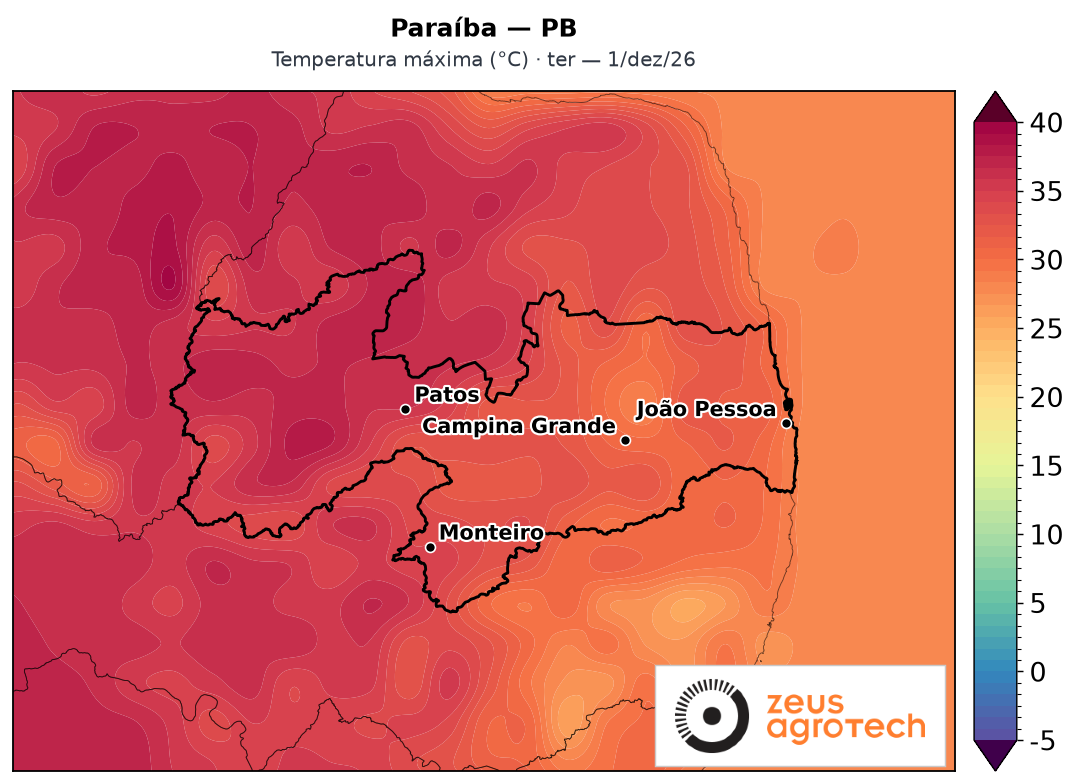 Paraíba — PB
Temperatura máxima (°C) · ter — 1/dez/26
40
35
30
25
20
15
10
5
0
-5
Patos
Campina Grande
João Pessoa
Monteiro
zeus
agrotech